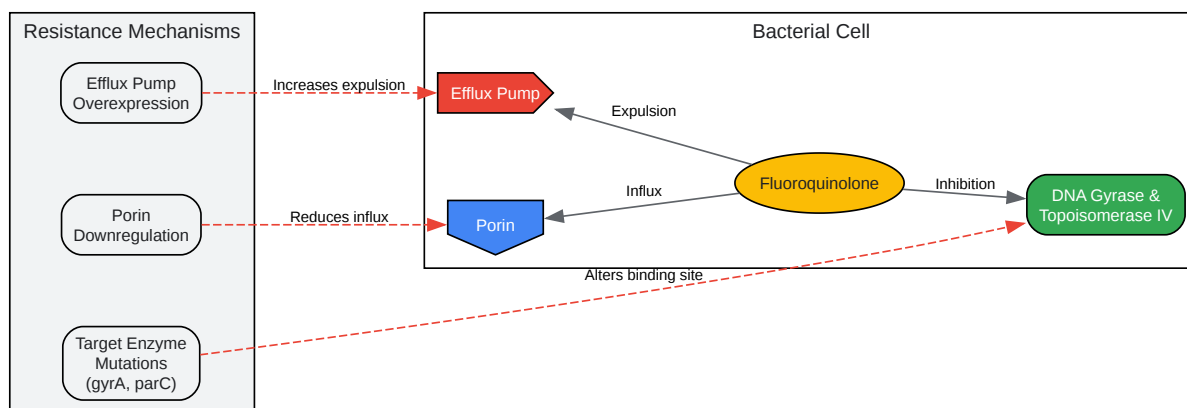 Resistance Mechanisms
Bacterial Cell
Efflux Pump
Overexpression
Increases expulsion
Efflux Pump
Expulsion
Fluoroquinolone
Inhibition
DNA Gyrase &
Topoisomerase IV
Influx
Porin
Downregulation
Reduces influx
Porin
Alters binding site
Target Enzyme
Mutations
(gyrA, parC)